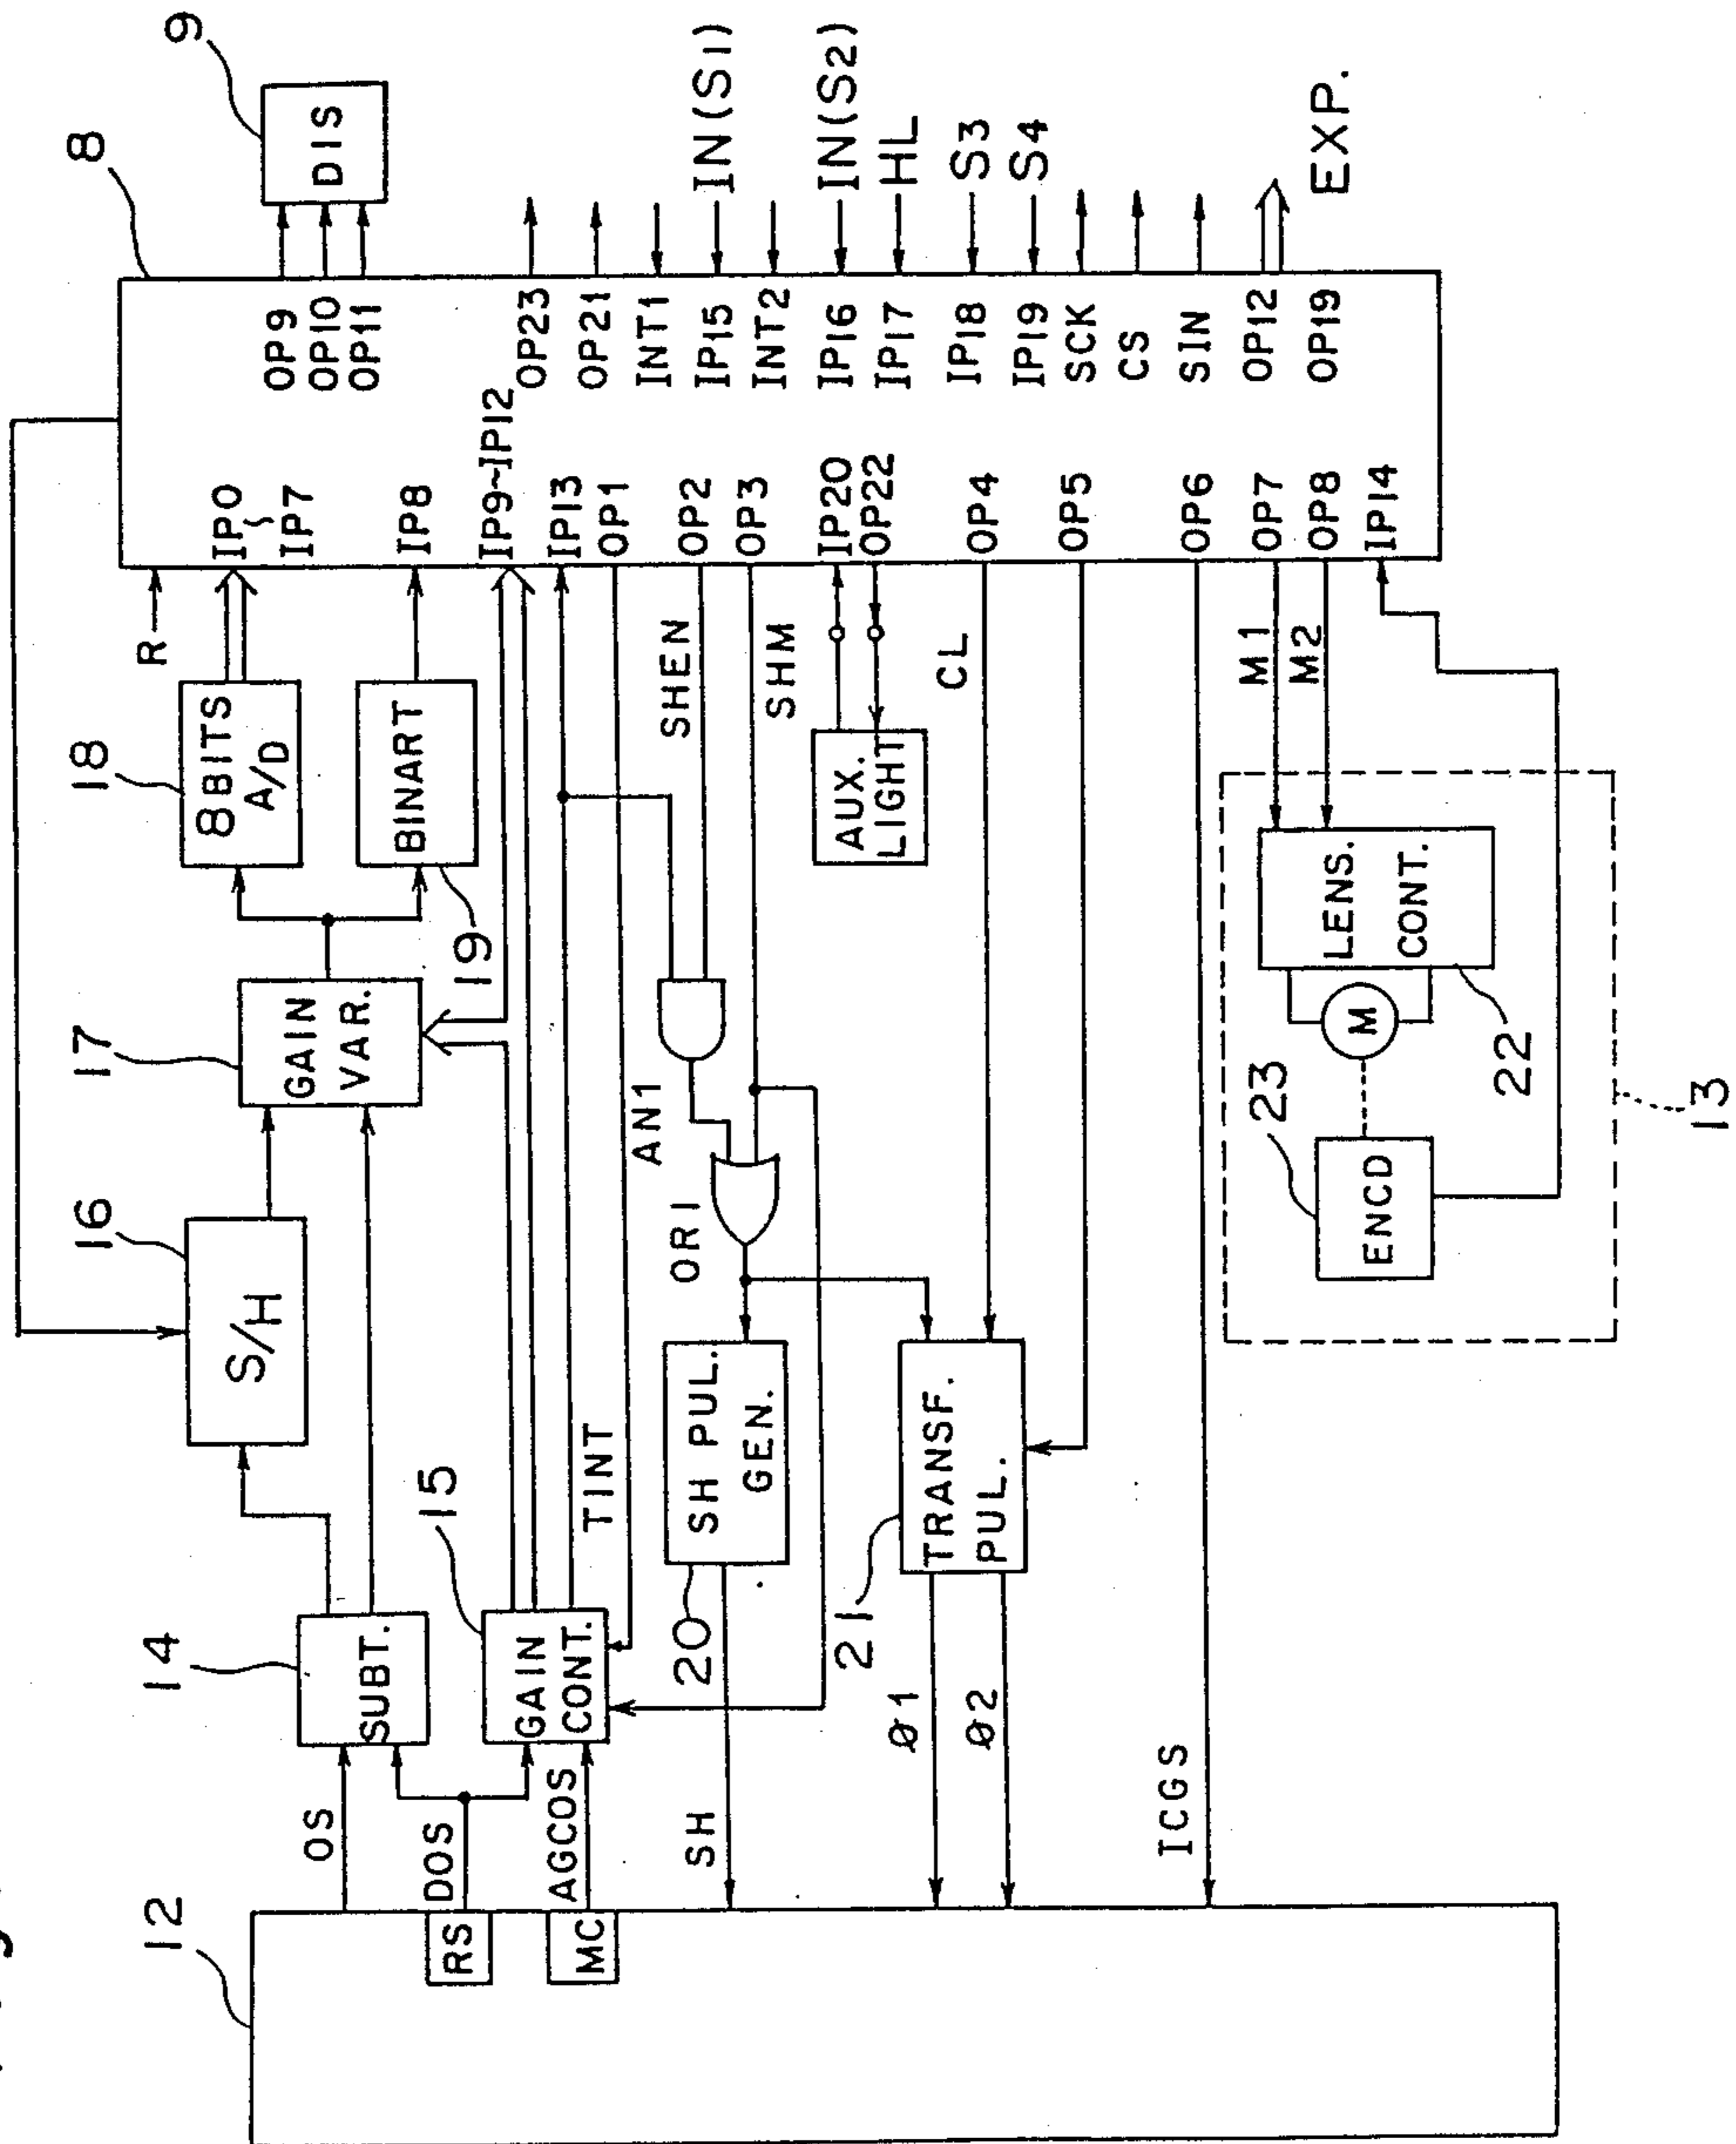 12
OS
RS
DOS
MC
AGCOS
SH
Ø1
Ø2
ICGS
14
SUBT.
15
GAIN
CONT.
TINT
16
S/H
17
GAIN
VAR.
18
8BITS
A/D
19
BINART
20
SH PUL.
GEN.
21
TRANSF.
PUL.
OR1
AN1
SHEN
SHM
AUX.
LIGHT
CL
M1
M2
LENS.
CONT.
22
M
23
ENCD
13
R
8
IP0
~
IP7
IP8
IP9~IP12
IP13
OP1
OP2
OP3
IP20
OP22
OP4
OP5
OP6
OP7
OP8
IP14
OP9
OP10
OP11
OP23
OP21
INT1
IP15
INT2
IP16
IP17
IP18
IP19
SCK
CS
SIN
OP12
OP19
9
DIS
IN(S1)
IN(S2)
HL
S3
S4
EXP.